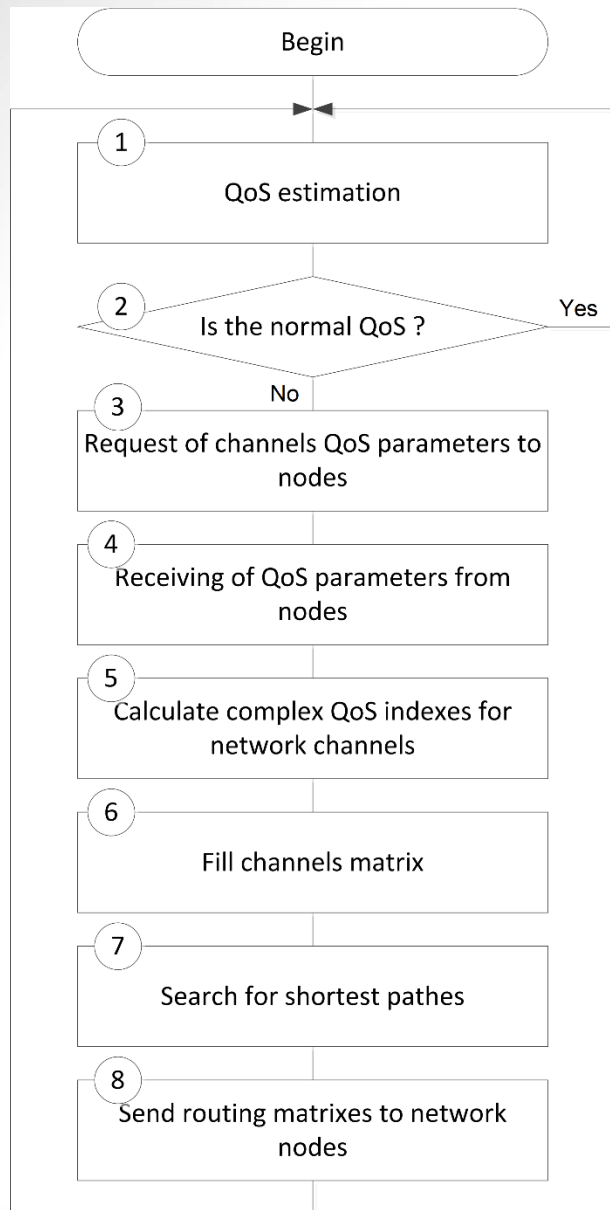 Begin
1
QoS estimation
2
Is the normal QoS ?
Yes
No
3
Request of channels QoS parameters to
nodes
4
Receiving of QoS parameters from
nodes
5
Calculate complex QoS indexes for
network channels
6
Fill channels matrix
7
Search for shortest pathes
8
Send routing matrixes to network
nodes